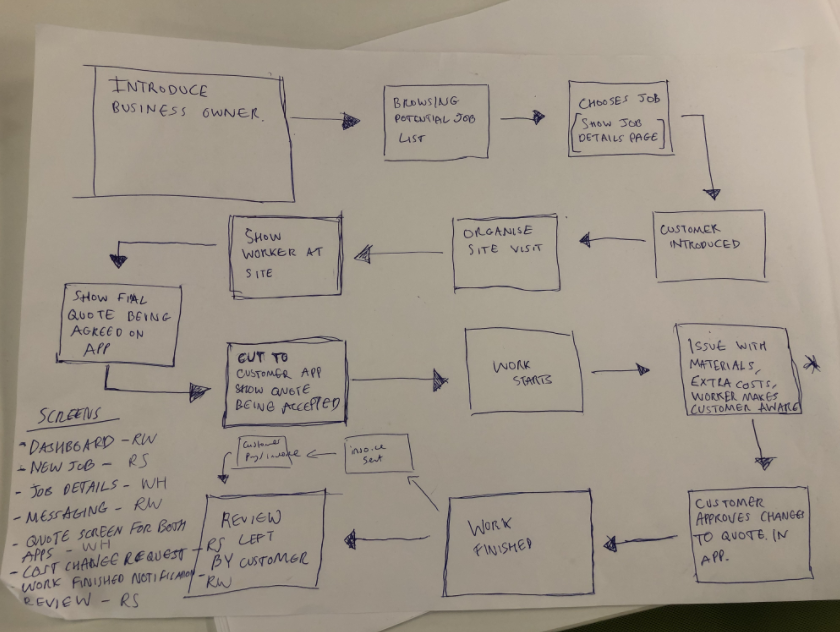 INTRODUCE
BUSINESS OWNER.
BROWSING
POTENTIAL JOB
LIST
CHOOSES JOB
[SHOW JOB
DETAILS PAGE]
CUSTOMER
INTRODUCED
ORGANISE
SITE VISIT
SHOW
WORKER AT
SITE
SHOW FIAL
QUOTE BEING
AGREED ON
APP
CUT TO
CUSTOMER APP
SHOW QUOTE
BEING ACCEPTED
WORK
STARTS
ISSUE WITH
MATERIALS,
EXTRA COSTS,
WORKER MAKES
CUSTOMER AWARE
*
CUSTOMER
APPROVES CHANGES
TO QUOTE IN
APP.
WORK
FINISHED
invoice
sent
Customer
REVIEW
LEFT
BY CUSTOMER
SCREENS
- DASHBOARD - RW
- NEW JOB - RS
- JOB DETAILS - WH
- MESSAGING - RW
- QUOTE SCREEN FOR BOTH
APPS - WH
- COST CHANGE REQUEST - RS
WORK FINISHED NOTIFICATION - RW
REVIEW - RS